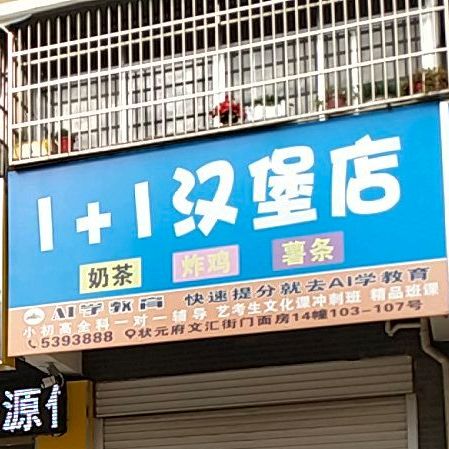 1+1汉堡店
奶茶 炸鸡 薯条
AI学教育 快速提分就去AI学教育
小初高全科一对一辅导 艺考生文化课冲刺班 精品班课
5393888 状元府文汇街门面房14幢103-107号
源